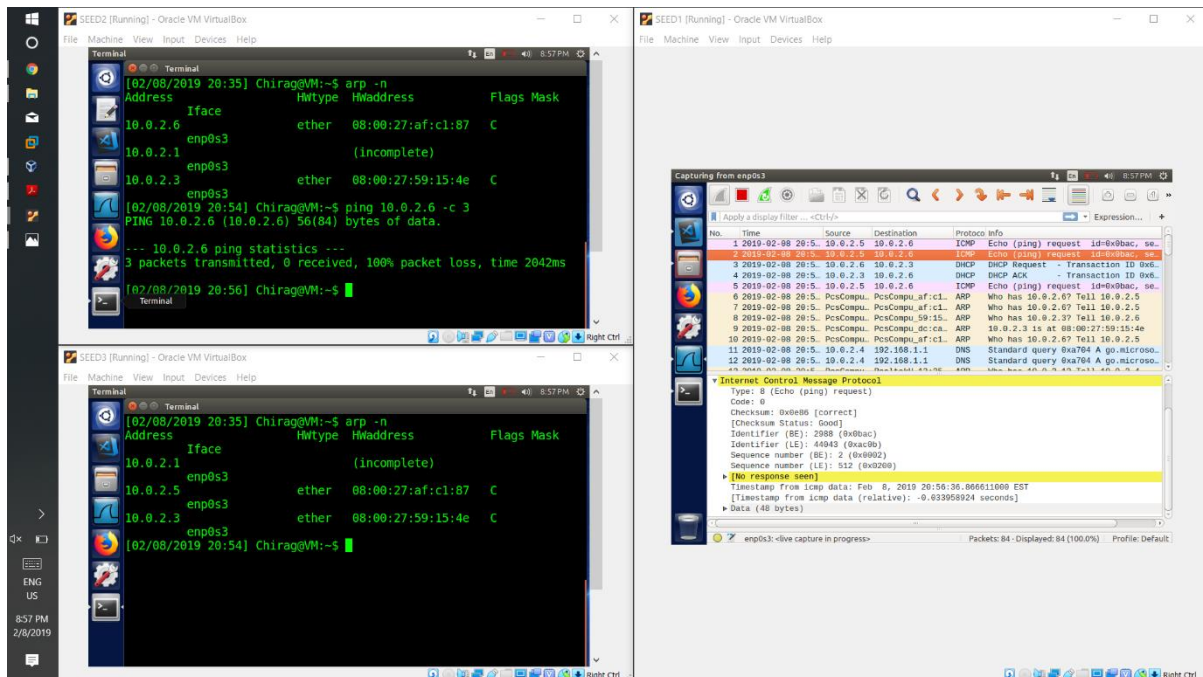 SEED2 [Running] - Oracle VM VirtualBox
File Machine View Input Devices Help
Terminal
En
8:57 PM
Terminal
[02/08/2019 20:35] Chirag@VM:~$ arp -n
Address HWtype HWaddress Flags Mask
Iface
10.0.2.6 ether 08:00:27:af:c1:87 C
enp0s3
10.0.2.1 (incomplete)
enp0s3
10.0.2.3 ether 08:00:27:59:15:4e C
enp0s3
[02/08/2019 20:54] Chirag@VM:~$ ping 10.0.2.6 -c 3
PING 10.0.2.6 (10.0.2.6) 56(84) bytes of data.
--- 10.0.2.6 ping statistics ---
3 packets transmitted, 0 received, 100% packet loss, time 2042ms
[02/08/2019 20:56] Chirag@VM:~$
Terminal
Right Ctrl
SEED3 [Running] - Oracle VM VirtualBox
File Machine View Input Devices Help
Terminal
En
8:57 PM
Terminal
[02/08/2019 20:35] Chirag@VM:~$ arp -n
Address HWtype HWaddress Flags Mask
Iface
10.0.2.1 (incomplete)
enp0s3
10.0.2.5 ether 08:00:27:af:c1:87 C
enp0s3
10.0.2.3 ether 08:00:27:59:15:4e C
enp0s3
[02/08/2019 20:54] Chirag@VM:~$
Right Ctrl
ENG
US
8:57 PM
2/8/2019
SEED1 [Running] - Oracle VM VirtualBox
File Machine View Input Devices Help
Capturing from enp0s3
En
8:57 PM
Apply a display filter ... <Ctrl-/>
Expression... +
No. Time Source Destination Protoco Info
1 2019-02-08 20:5… 10.0.2.5 10.0.2.6 ICMP Echo (ping) request id=0x0bac, se…
2 2019-02-08 20:5… 10.0.2.5 10.0.2.6 ICMP Echo (ping) request id=0x0bac, se…
3 2019-02-08 20:5… 10.0.2.6 10.0.2.3 DHCP DHCP Request - Transaction ID 0x6…
4 2019-02-08 20:5… 10.0.2.3 10.0.2.6 DHCP DHCP ACK - Transaction ID 0x6…
5 2019-02-08 20:5… 10.0.2.5 10.0.2.6 ICMP Echo (ping) request id=0x0bac, se…
6 2019-02-08 20:5… PcsCompu… PcsCompu_af:c1… ARP Who has 10.0.2.6? Tell 10.0.2.5
7 2019-02-08 20:5… PcsCompu… PcsCompu_af:c1… ARP Who has 10.0.2.6? Tell 10.0.2.5
8 2019-02-08 20:5… PcsCompu… PcsCompu_59:15… ARP Who has 10.0.2.3? Tell 10.0.2.6
9 2019-02-08 20:5… PcsCompu… PcsCompu_dc:ca… ARP 10.0.2.3 is at 08:00:27:59:15:4e
10 2019-02-08 20:5… PcsCompu… PcsCompu_af:c1… ARP Who has 10.0.2.6? Tell 10.0.2.5
11 2019-02-08 20:5… 10.0.2.4 192.168.1.1 DNS Standard query 0xa704 A go.microso…
12 2019-02-08 20:5… 10.0.2.4 192.168.1.1 DNS Standard query 0xa704 A go.microso…
Internet Control Message Protocol
Type: 8 (Echo (ping) request)
Code: 0
Checksum: 0x0e86 [correct]
[Checksum Status: Good]
Identifier (BE): 2988 (0x0bac)
Identifier (LE): 44043 (0xac0b)
Sequence number (BE): 2 (0x0002)
Sequence number (LE): 512 (0x0200)
[No response seen]
Timestamp from icmp data: Feb 8, 2019 20:56:36.866611000 EST
[Timestamp from icmp data (relative): -0.033958924 seconds]
Data (48 bytes)
enp0s3: <live capture in progress>
Packets: 84 · Displayed: 84 (100.0%)
Profile: Default
Right Ctrl